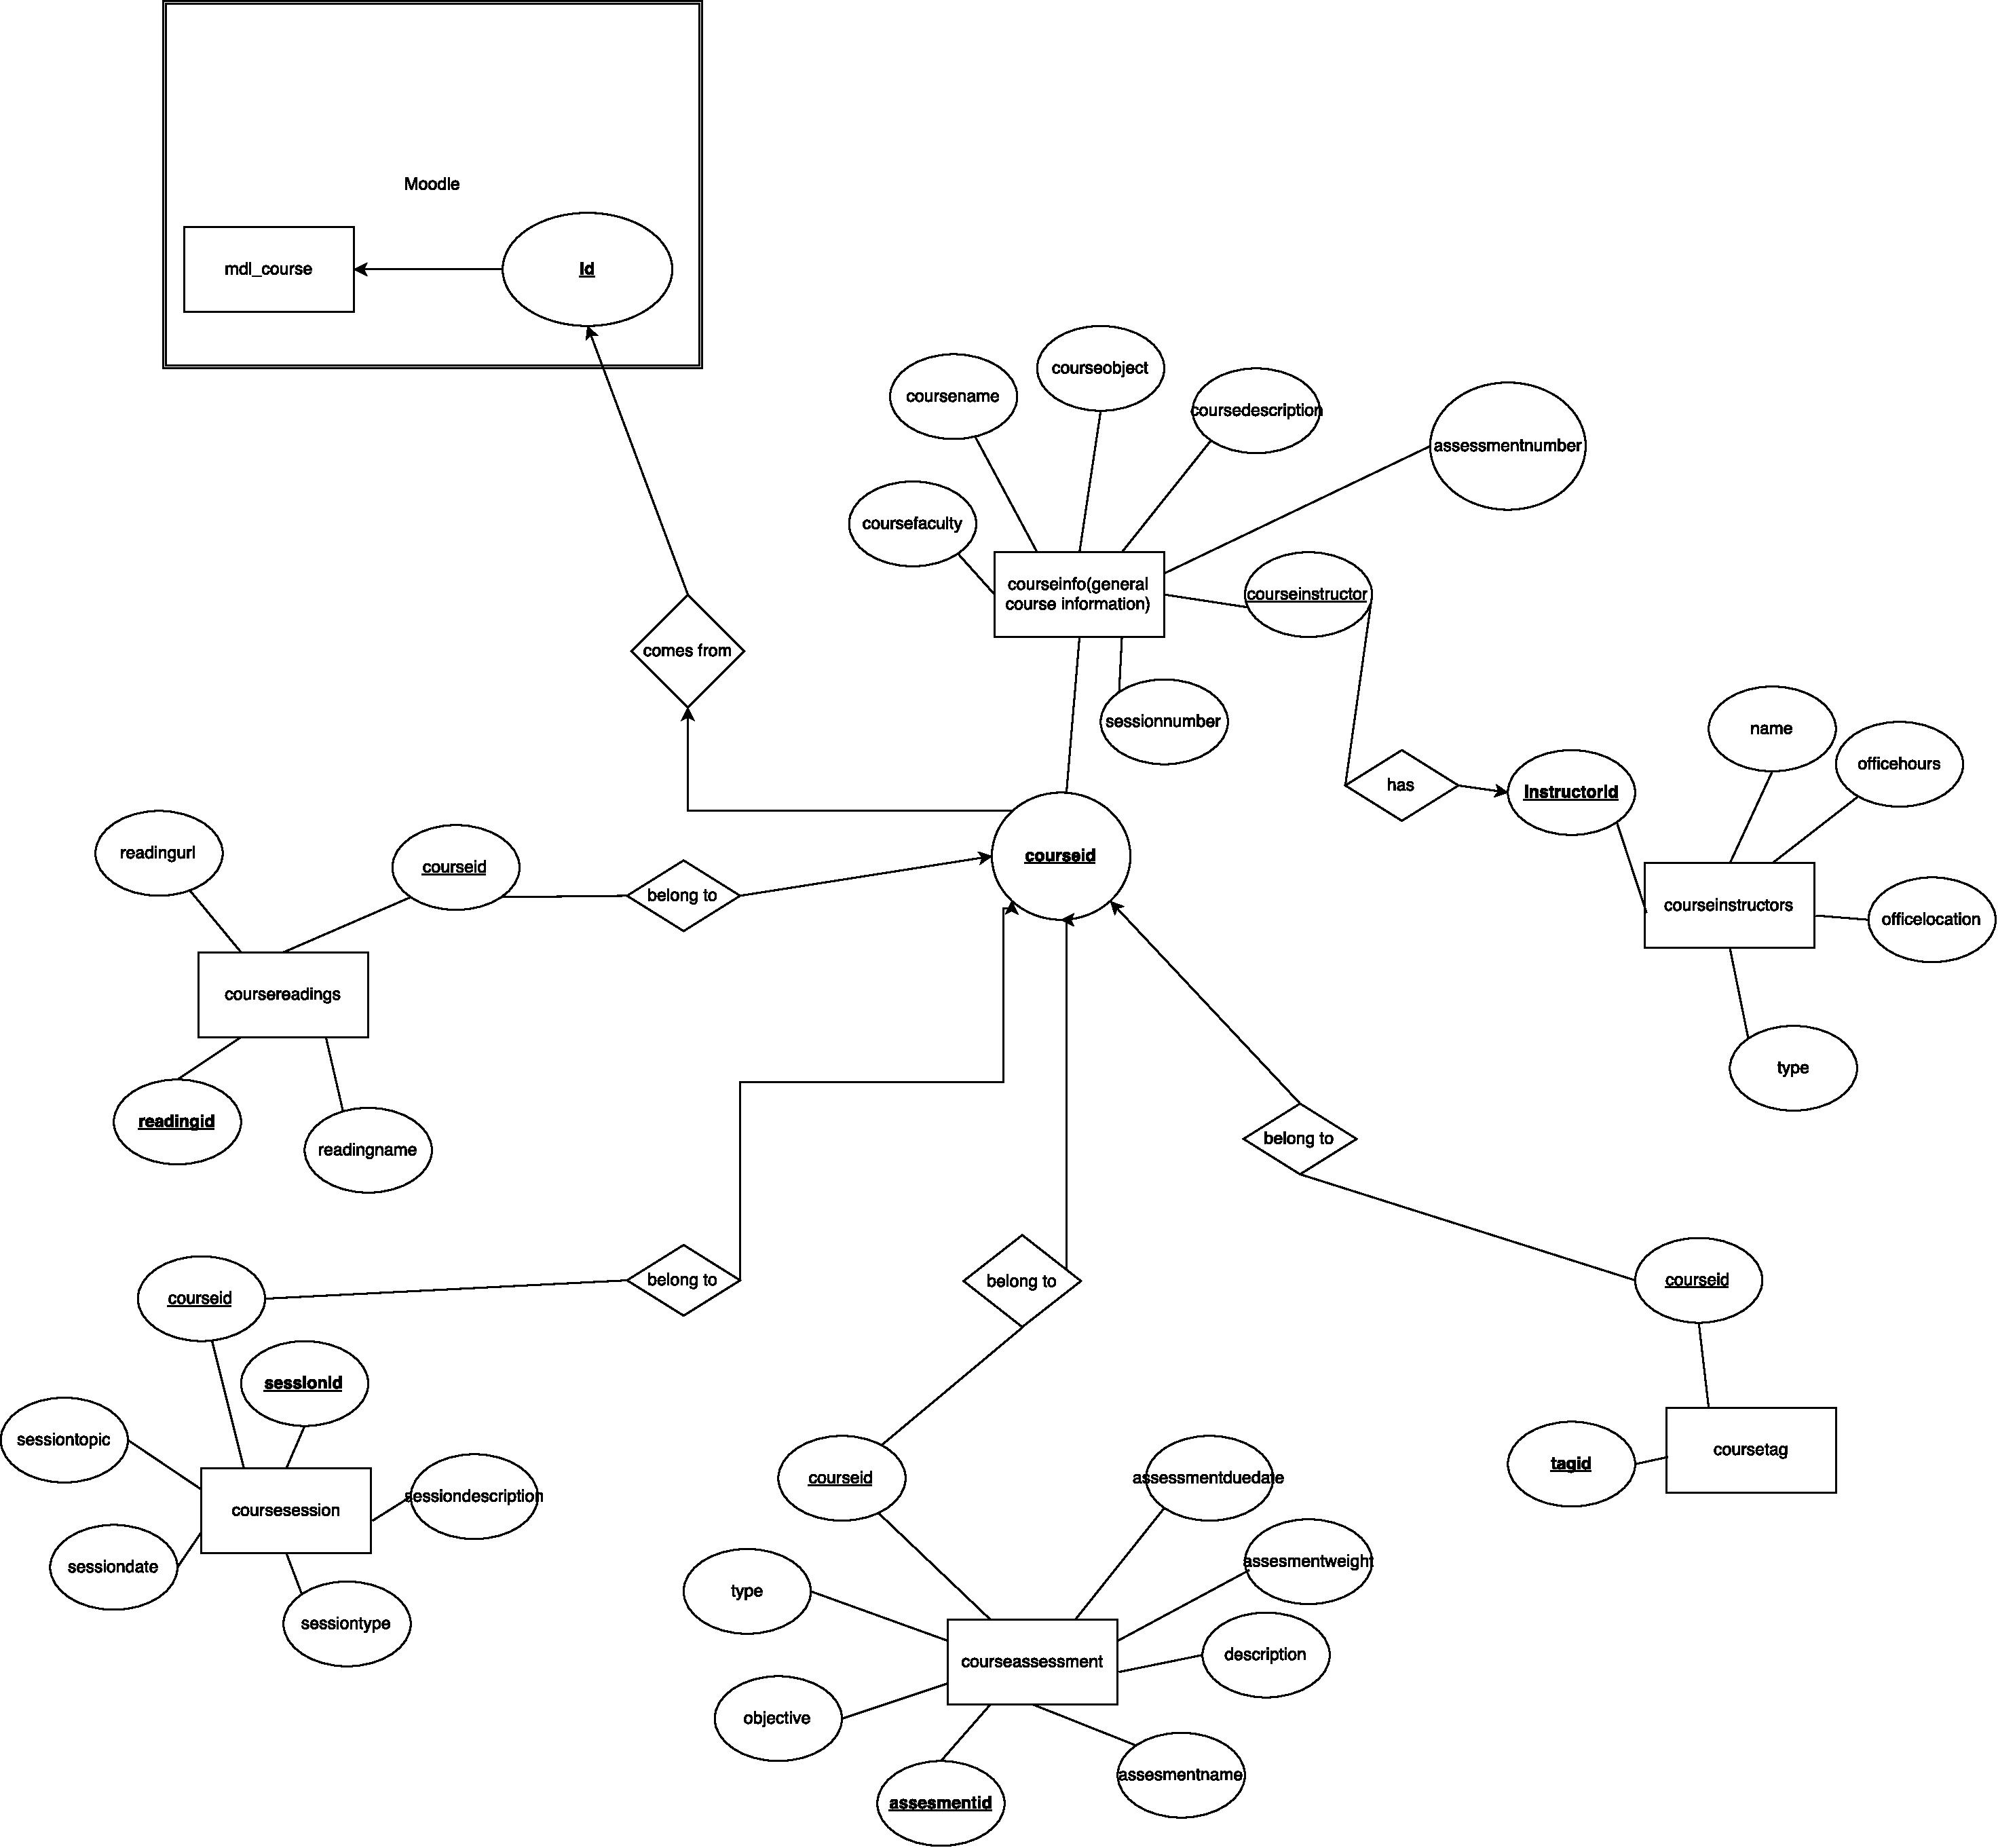 Moodle
mdl_course
id
coursename
courseobject
coursedescription
assessmentnumber
coursefaculty
courseinfo(general
course information)
courseinstructor
comes from
sessionnumber
name
officehours
has
instructorid
readingurl
courseid
belong to
courseid
courseinstructors
officelocation
coursereadings
type
readingid
readingname
belong to
courseid
belong to
belong to
courseid
sessionid
sessiontopic
coursetag
tagid
courseid
assessmentduedate
sessiondescription
coursesession
sessiondate
assesmentweight
type
sessiontype
description
courseassessment
objective
assesmentname
assesmentid